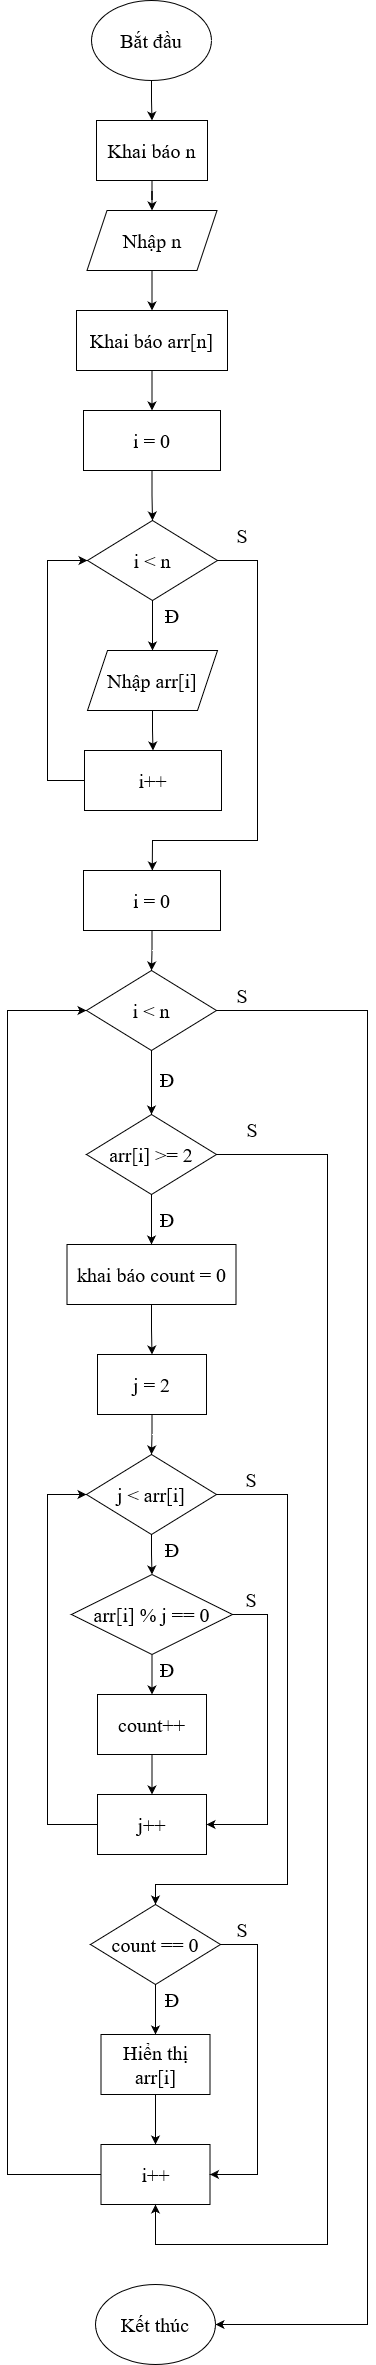 Bắt đầu
Khai báo n
Nhập n
Khai báo arr[n]
i = 0
i < n
S
Đ
Nhập arr[i]
i++
i = 0
i < n
S
Đ
arr[i] >= 2
S
Đ
khai báo count = 0
j = 2
j < arr[i]
S
Đ
arr[i] % j == 0
S
Đ
count++
j++
count == 0
S
Đ
Hiển thị
arr[i]
i++
Kết thúc